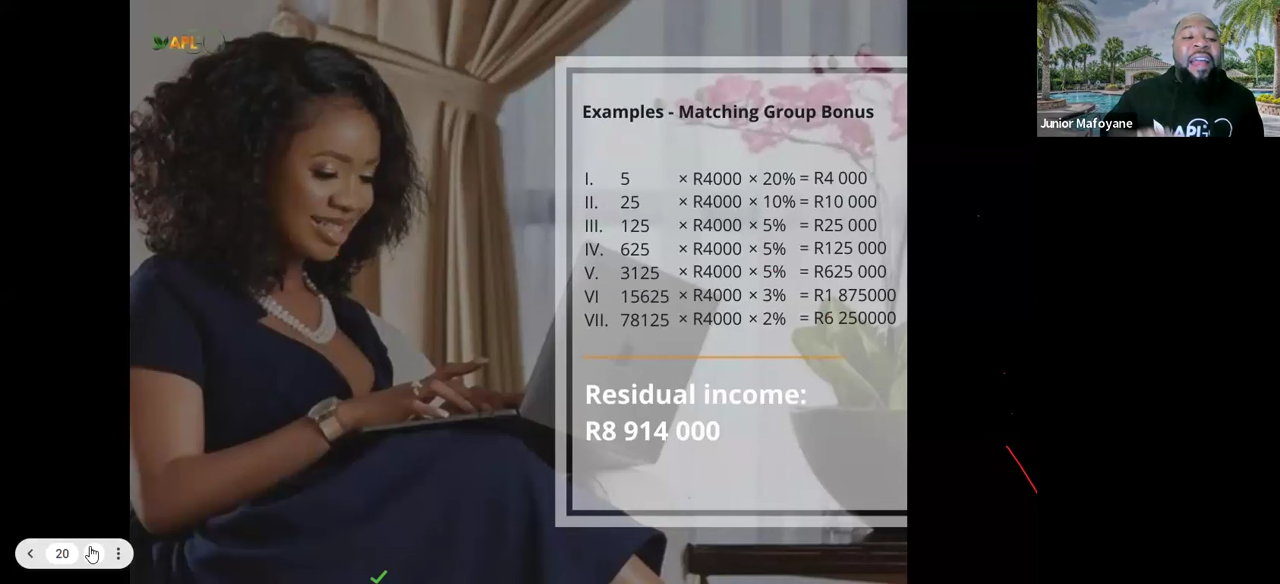 APL
Examples - Matching Group Bonus
I. 5 × R4000 × 20% = R4 000
II. 25 × R4000 × 10% = R10 000
III. 125 × R4000 × 5% = R25 000
IV. 625 × R4000 × 5% = R125 000
V. 3125 × R4000 × 5% = R625 000
VI 15625 × R4000 × 3% = R1 875000
VII. 78125 × R4000 × 2% = R6 250000
Residual income:
R8 914 000
Junior Mafoyane
APL
20